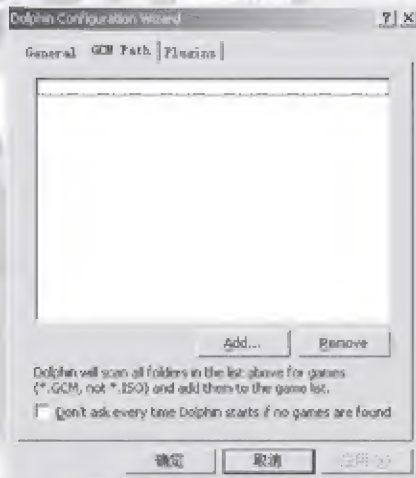 Dolphin Configuration Wizard
General GCM Path Plugins
Add... Remove
Dolphin will scan all folders in the list above for games
(*.GCM, not *.ISO) and add them to the game list.
Don't ask every time Dolphin starts if no games are found
确定 取消 应用(A)